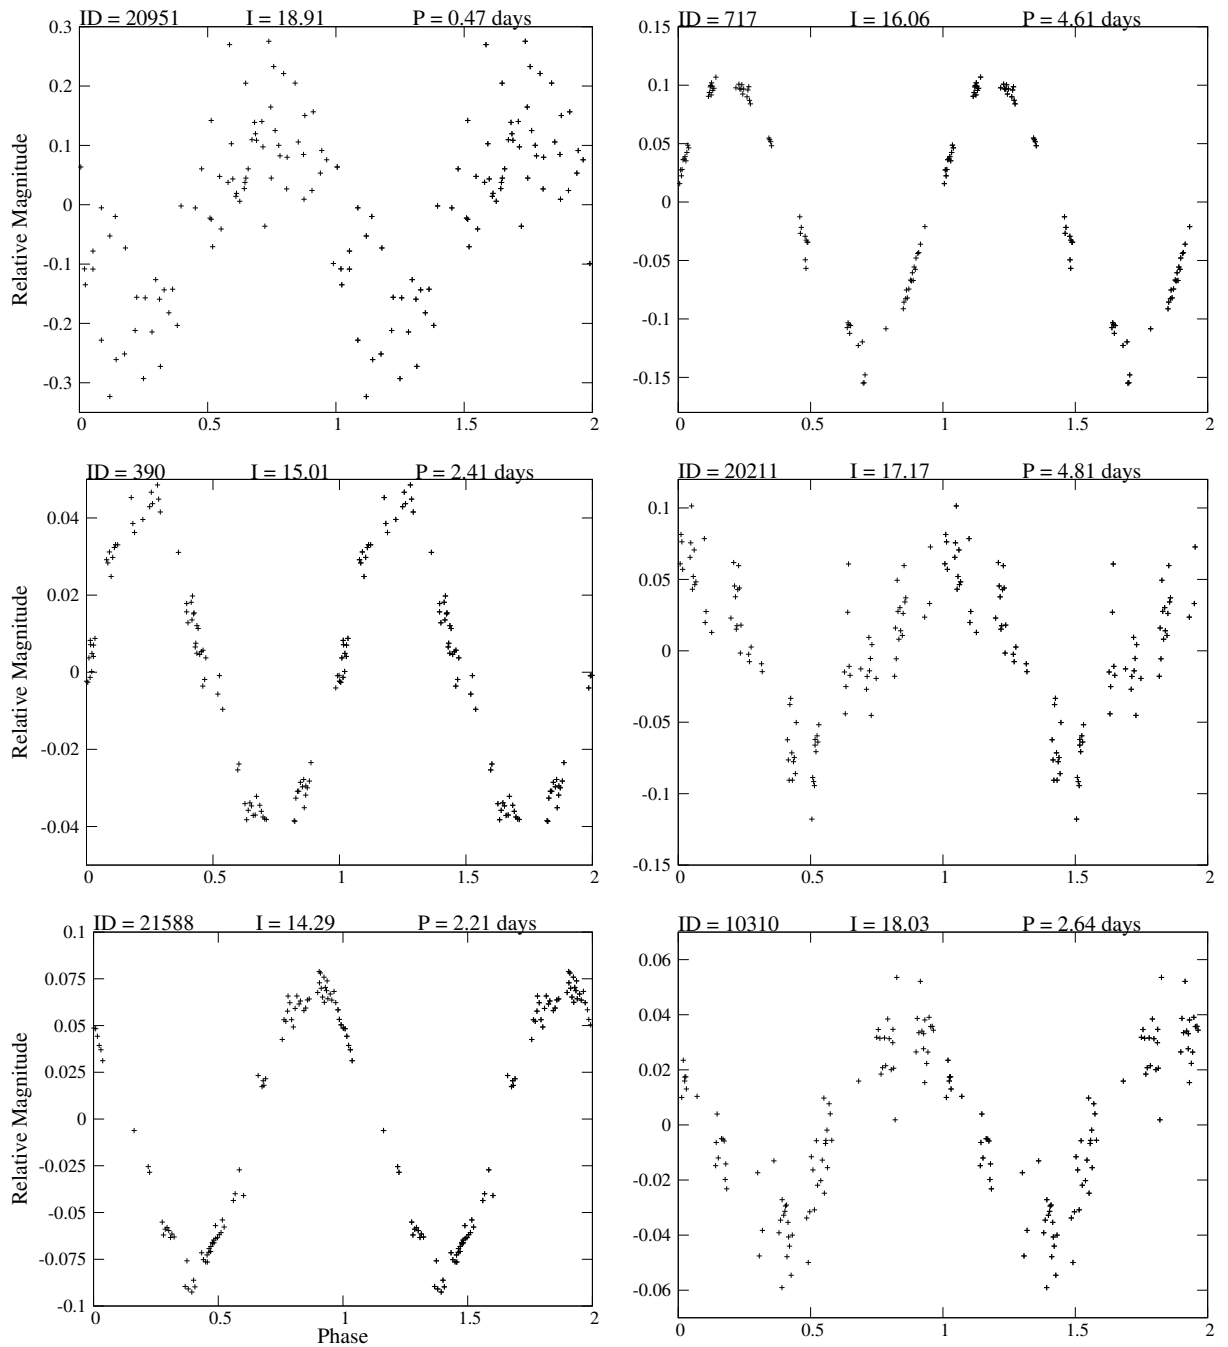 ID = 20951 I = 18.91 P = 0.47 days
0.3
0.2
0.1
0
-0.1
-0.2
-0.3
0 0.5 1 1.5 2
Relative Magnitude
ID = 717 I = 16.06 P = 4.61 days
0.15
0.1
0.05
0
-0.05
-0.1
-0.15
0 0.5 1 1.5 2
ID = 390 I = 15.01 P = 2.41 days
0.04
0.02
0
-0.02
-0.04
0 0.5 1 1.5 2
Relative Magnitude
ID = 20211 I = 17.17 P = 4.81 days
0.1
0.05
0
-0.05
-0.1
-0.15
0 0.5 1 1.5 2
ID = 21588 I = 14.29 P = 2.21 days
0.1
0.075
0.05
0.025
0
-0.025
-0.05
-0.075
-0.1
0 0.5 1 1.5 2
Relative Magnitude
Phase
ID = 10310 I = 18.03 P = 2.64 days
0.06
0.04
0.02
0
-0.02
-0.04
-0.06
0 0.5 1 1.5 2